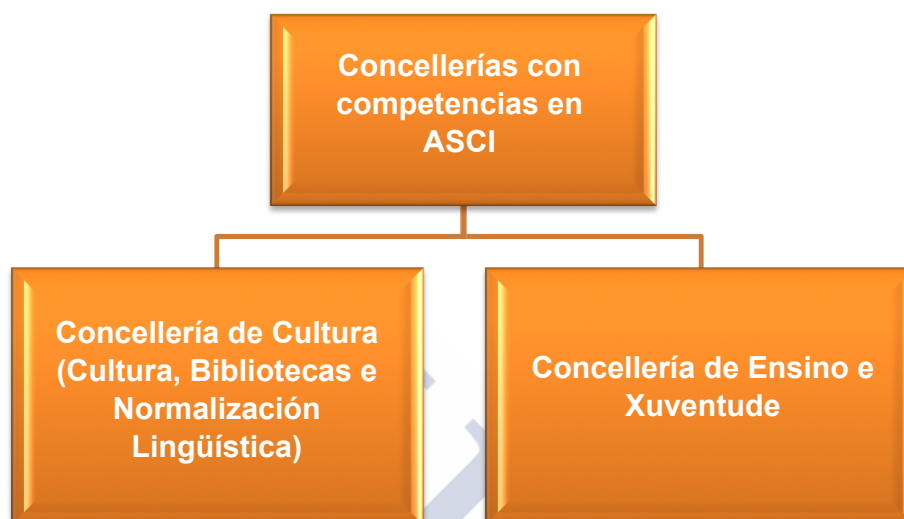 Concellerías con
competencias en
ASCI
Concellería de Cultura
(Cultura, Bibliotecas e
Normalización
Lingüística)
Concellería de Ensino e
Xuventude